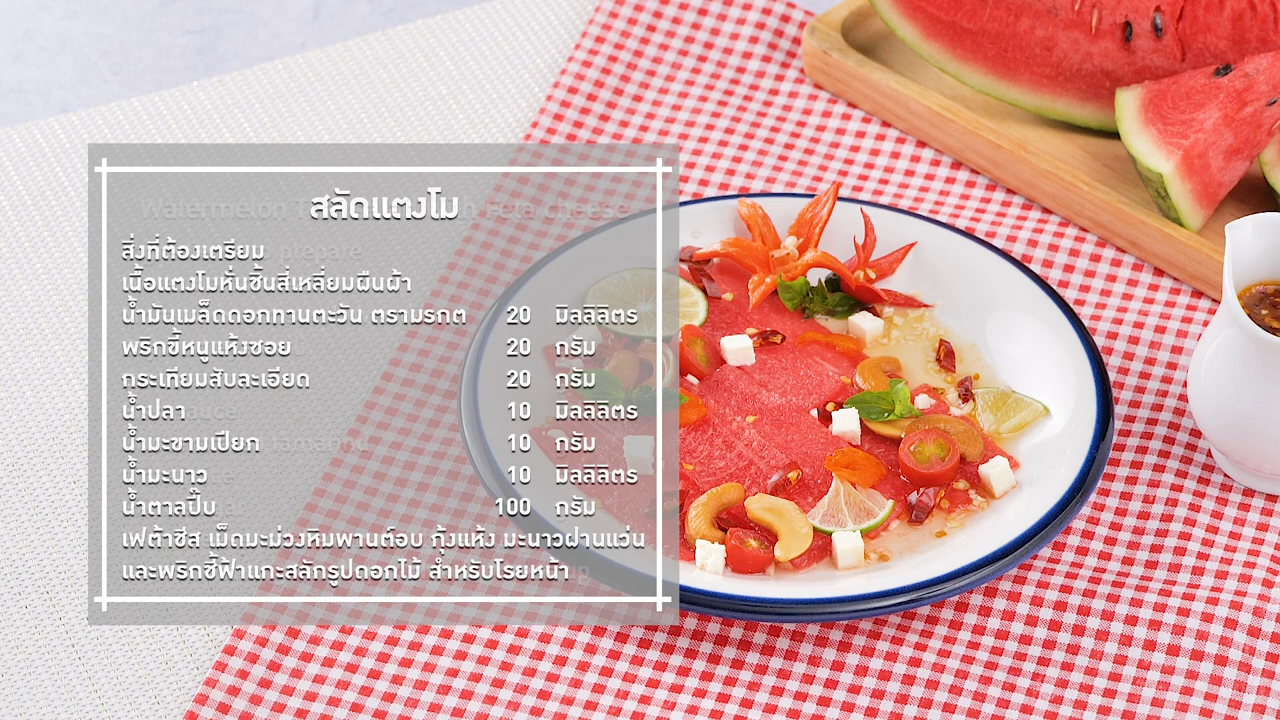 สลัดแตงโม
สิ่งที่ต้องเตรียม
เนื้อแตงโมหั่นชิ้นสี่เหลี่ยมผืนผ้า
น้ำมันเมล็ดดอกทานตะวัน ตรามรกต 20 มิลลิลิตร
พริกขี้หนูแห้งซอย 20 กรัม
กระเทียมสับละเอียด 20 กรัม
น้ำปลา 10 มิลลิลิตร
น้ำมะขามเปียก 10 กรัม
น้ำมะนาว 10 มิลลิลิตร
น้ำตาลปี๊บ 100 กรัม
เฟต้าชีส เม็ดมะม่วงหิมพานต์อบ กุ้งแห้ง มะนาวฝานแว่น
และพริกชี้ฟ้าแกะสลักรูปดอกไม้ สำหรับโรยหน้า